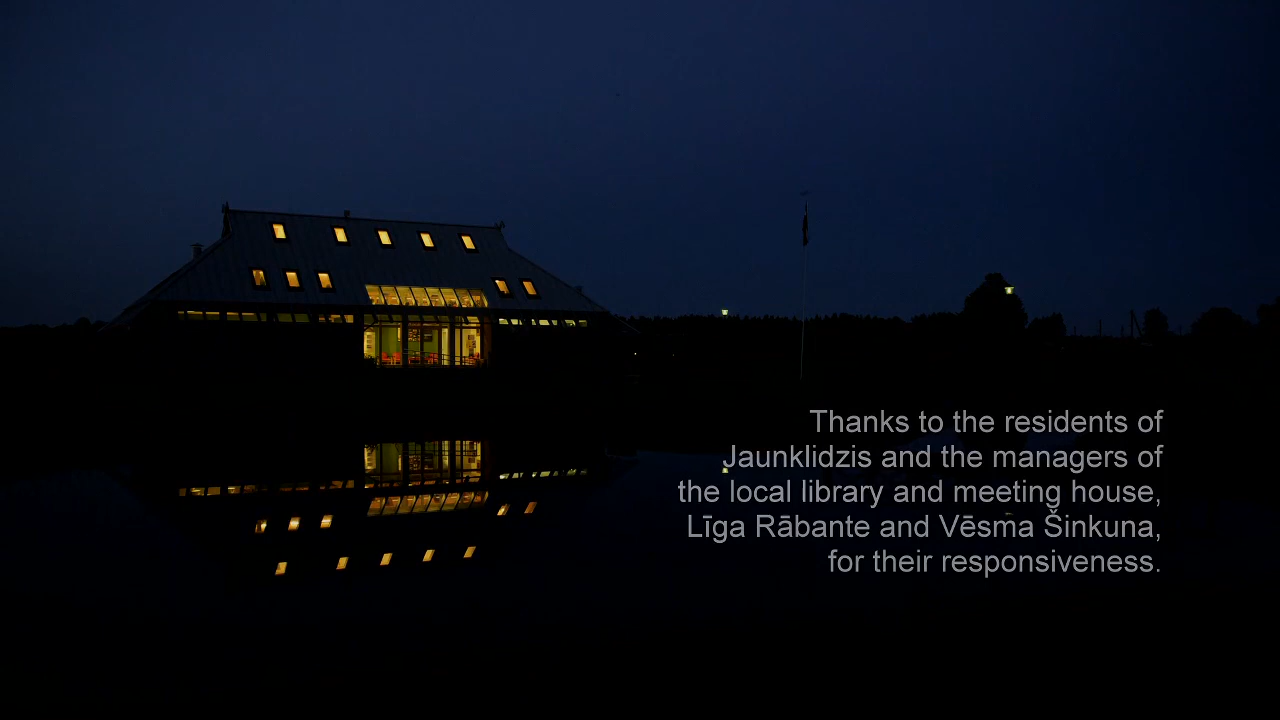 Thanks to the residents of
Jaunklidzis and the managers of
the local library and meeting house,
Līga Rābante and Vēsma Šinkuna,
for their responsiveness.